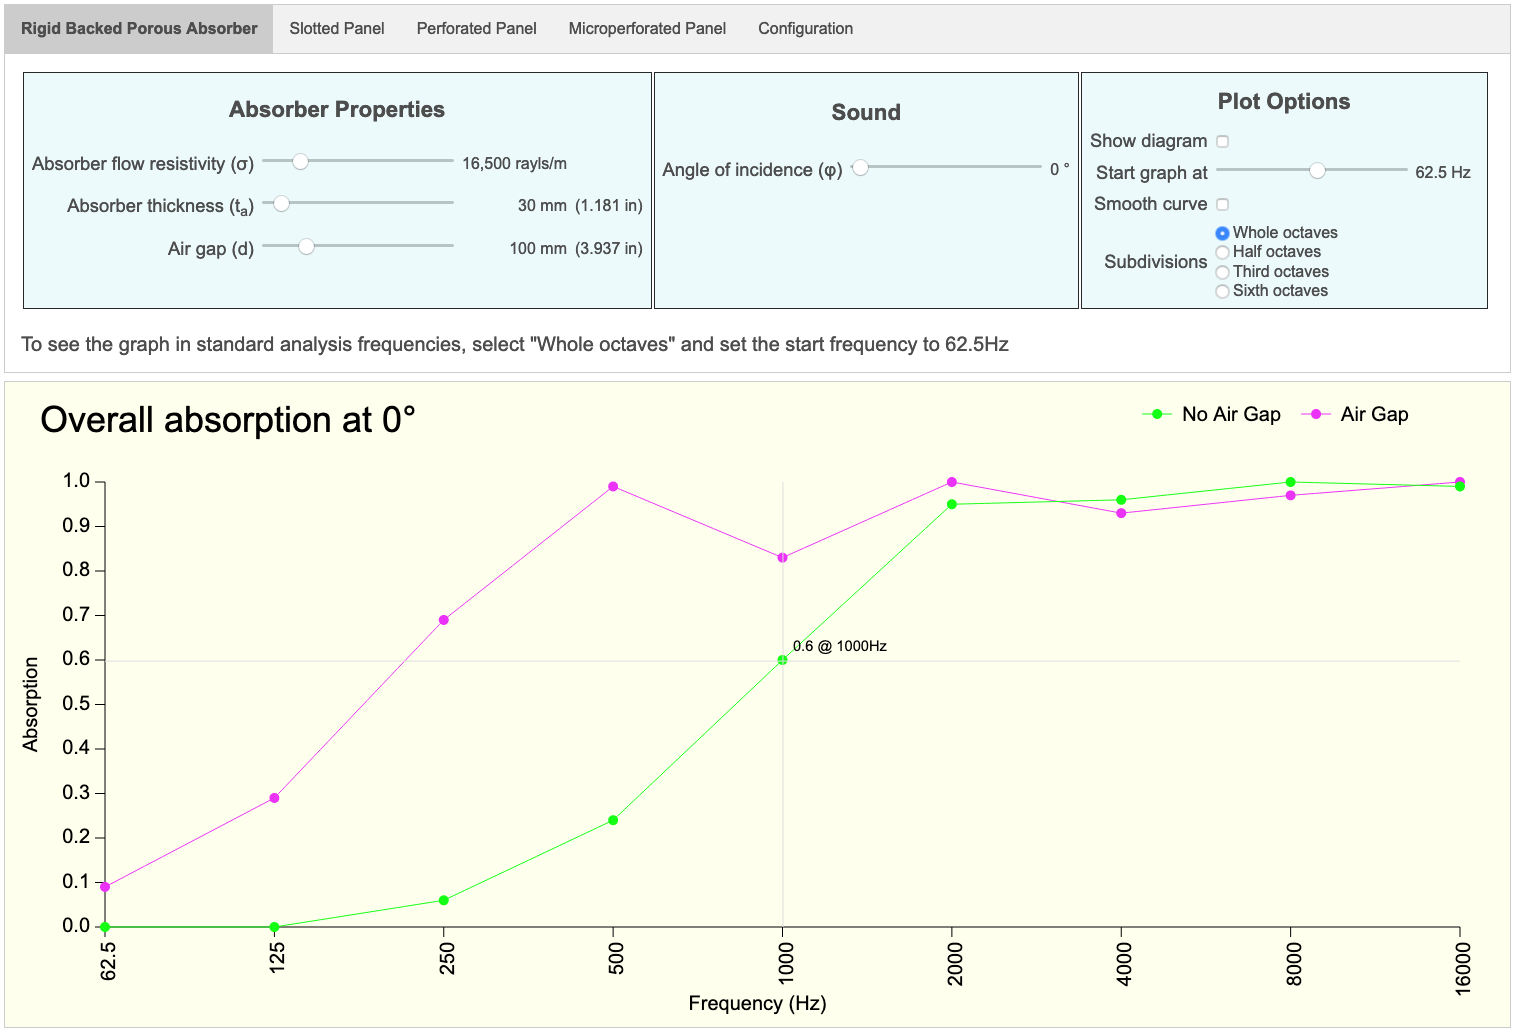 Rigid Backed Porous Absorber Slotted Panel Perforated Panel Microperforated Panel Configuration
Absorber Properties
Absorber flow resistivity (σ) 16,500 rayls/m
Absorber thickness (ta) 30 mm (1.181 in)
Air gap (d) 100 mm (3.937 in)
Sound
Angle of incidence (φ) 0 °
Plot Options
Show diagram
Start graph at 62.5 Hz
Smooth curve
Subdivisions
Whole octaves
Half octaves
Third octaves
Sixth octaves
To see the graph in standard analysis frequencies, select "Whole octaves" and set the start frequency to 62.5Hz
Overall absorption at 0°
No Air Gap Air Gap
1.0
0.9
0.8
0.7
0.6
0.5
0.4
0.3
0.2
0.1
0.0
Absorption
0.6 @ 1000Hz
62.5 125 250 500 1000 2000 4000 8000 16000
Frequency (Hz)